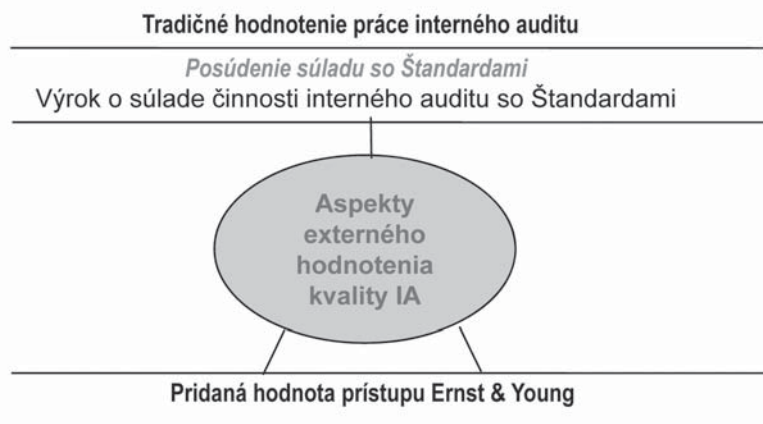 Tradičné hodnotenie práce interného auditu
Posúdenie súladu so Štandardami
Výrok o súlade činnosti interného auditu so Štandardami
Aspekty
externého
hodnotenia
kvality IA
Pridaná hodnota prístupu Ernst & Young